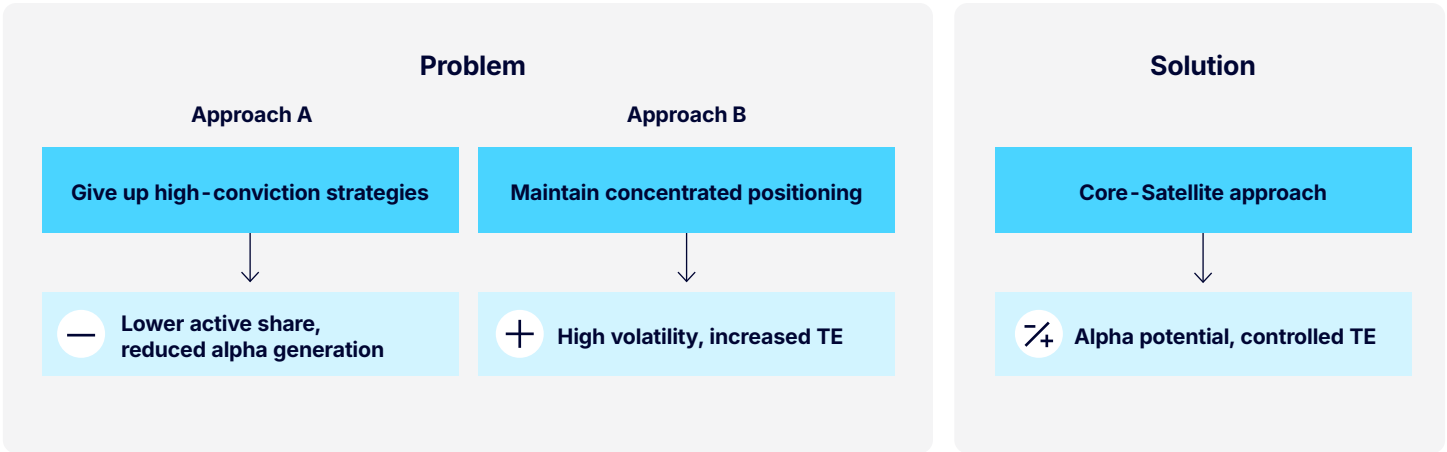 Problem
Approach A
Give up high-conviction strategies
Lower active share,
reduced alpha generation
Approach B
Maintain concentrated positioning
High volatility, increased TE
Solution
Core-Satellite approach
Alpha potential, controlled TE